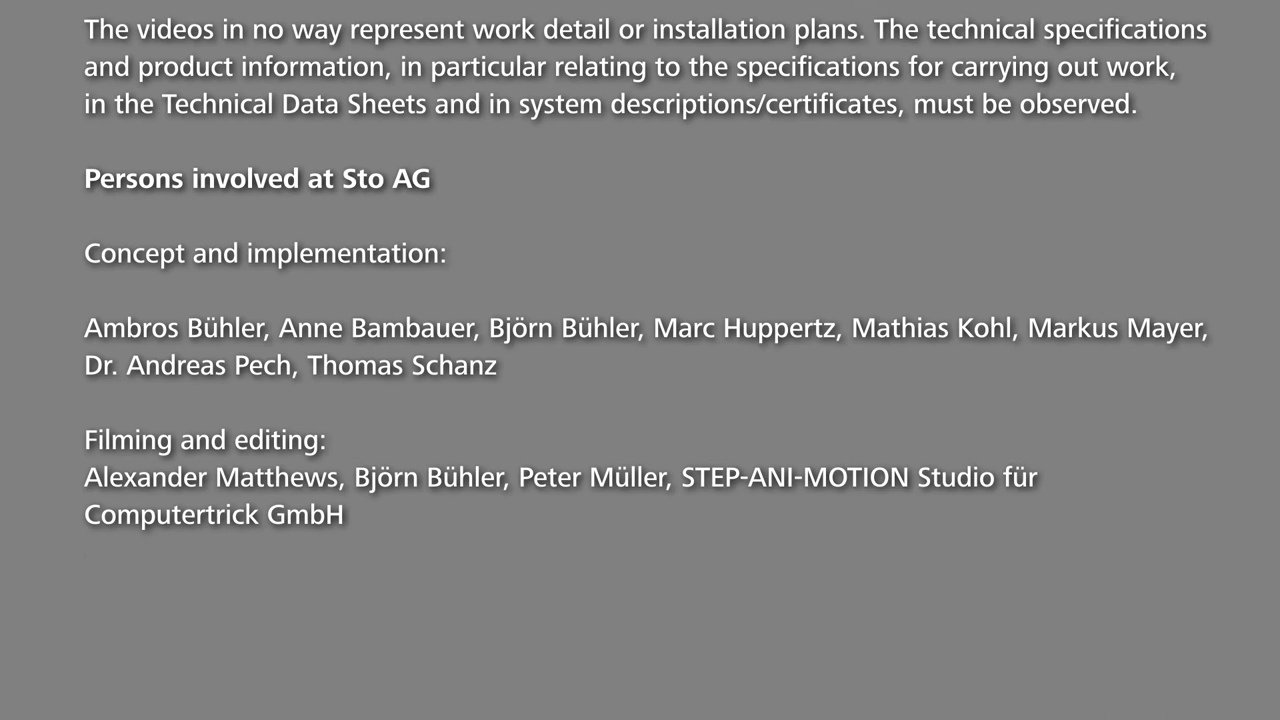 The videos in no way represent work detail or installation plans. The technical specifications
and product information, in particular relating to the specifications for carrying out work,
in the Technical Data Sheets and in system descriptions/certificates, must be observed.
Persons involved at Sto AG
Concept and implementation:
Ambros Bühler, Anne Bambauer, Björn Bühler, Marc Huppertz, Mathias Kohl, Markus Mayer,
Dr. Andreas Pech, Thomas Schanz
Filming and editing:
Alexander Matthews, Björn Bühler, Peter Müller, STEP-ANI-MOTION Studio für
Computertrick GmbH